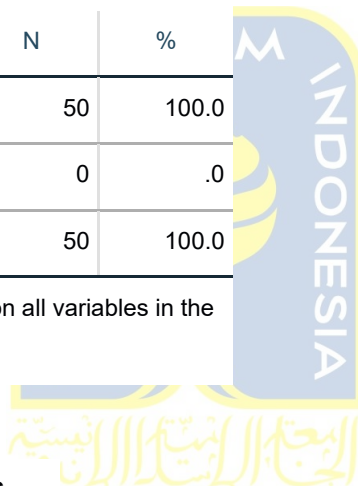 N %
50 100.0
0 .0
50 100.0
on all variables in the
M
INDONESIA